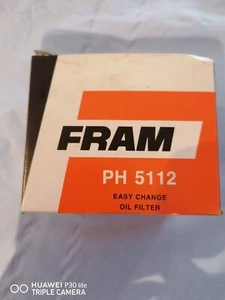 FRAM
PH 5112
EASY CHANGE
OIL FILTER
HUAWEI P30 lite
TRIPLE CAMERA